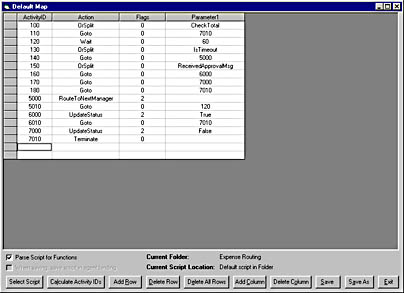 Default Map
ActivityID Action Flags Parameter1
100 OrSplit 0 CheckTotal
110 Goto 0 7010
120 Wait 0 60
130 OrSplit 0 IsTimeout
140 Goto 0 5000
150 OrSplit 0 ReceivedApprovalMsg
160 Goto 0 6000
170 Goto 0 7000
180 Goto 0 7010
5000 RouteToNewManager 2
5010 Goto 0 120
6000 UpdateStatus 2 True
6010 Goto 0 7010
7000 UpdateStatus 2 False
7010 Terminate 0
Parse Script for Functions Current Folder: Expense Routing
Current Script Location: Default script in Folder
Select Script Calculate Activity IDs Add Row Delete Row Delete All Rows Add Column Delete Column Save Save As Exit